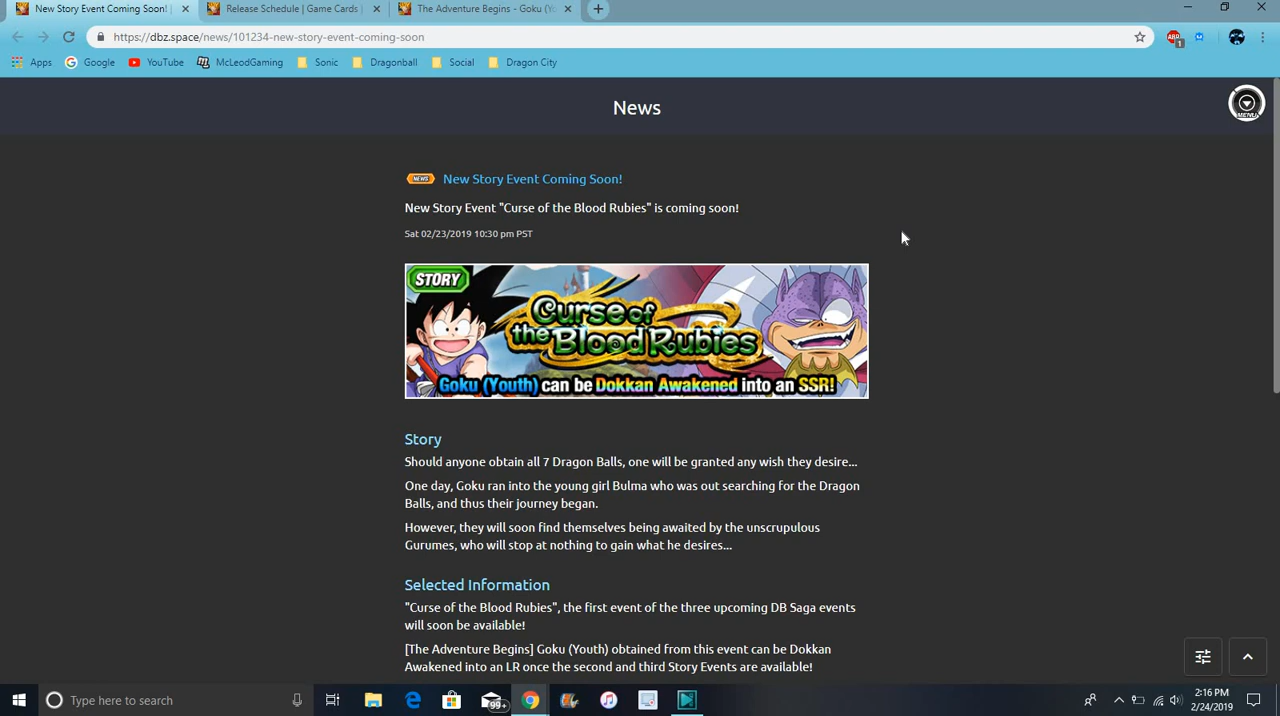 New Story Event Coming Soon!
Release Schedule | Game Cards |
The Adventure Begins - Goku (Yo
https://dbz.space/news/101234-new-story-event-coming-soon
ABP
1
Apps
Google
YouTube
McLeodGaming
Sonic
Dragonball
Social
Dragon City
News
MENU
NEWS
New Story Event Coming Soon!
New Story Event "Curse of the Blood Rubies" is coming soon!
Sat 02/23/2019 10:30 pm PST
STORY
Curse of
the Blood Rubies
Goku (Youth) can be Dokkan Awakened into an SSR!
Story
Should anyone obtain all 7 Dragon Balls, one will be granted any wish they desire...
One day, Goku ran into the young girl Bulma who was out searching for the Dragon
Balls, and thus their journey began.
However, they will soon find themselves being awaited by the unscrupulous
Gurumes, who will stop at nothing to gain what he desires...
Selected Information
"Curse of the Blood Rubies", the first event of the three upcoming DB Saga events
will soon be available!
[The Adventure Begins] Goku (Youth) obtained from this event can be Dokkan
Awakened into an LR once the second and third Story Events are available!
Type here to search
99+
2:16 PM
2/24/2019